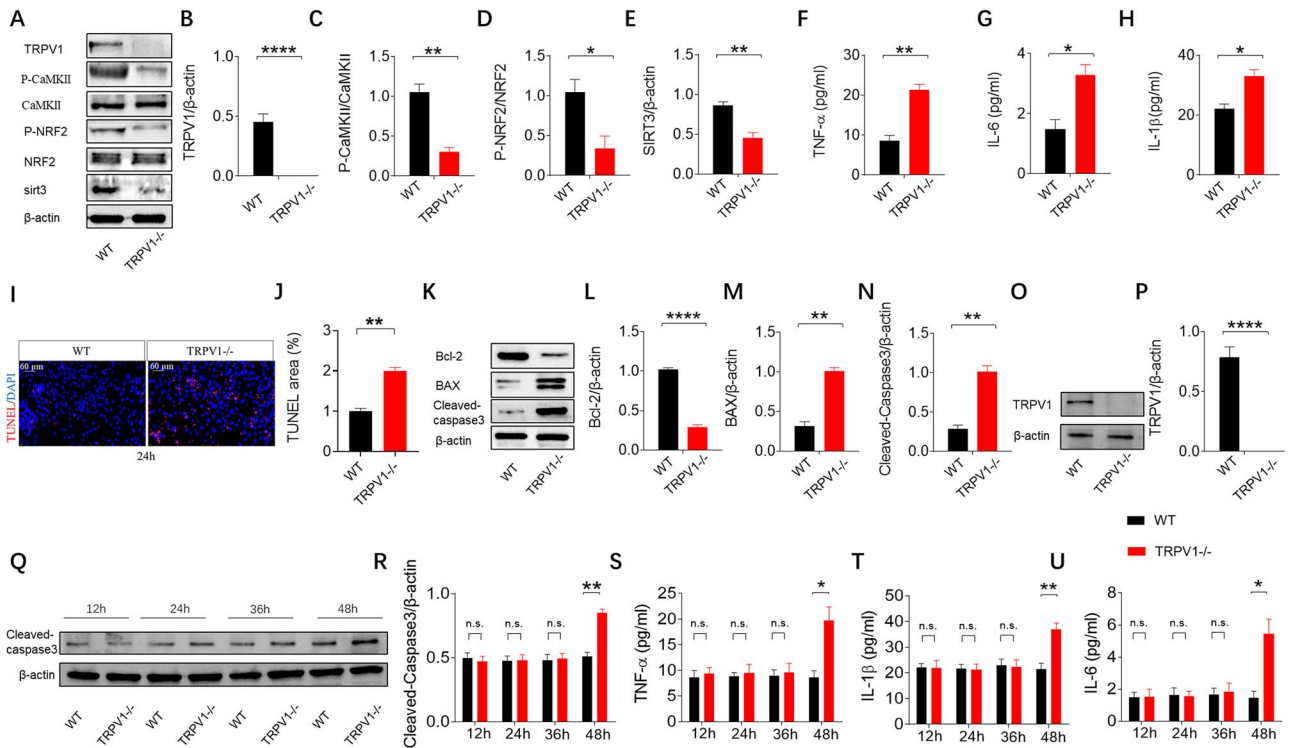 A
TRPV1
P-CaMKII
CaMKII
P-NRF2
NRF2
sirt3
β-actin
WT
TRPV1-/-
B
TRPV1/β-actin
1.0
0.5
0.0
****
WT
TRPV1-/-
C
P-CaMKII/CaMKII
1.5
1.0
0.5
0.0
**
WT
TRPV1-/-
D
P-NRF2/NRF2
1.5
1.0
0.5
0.0
*
WT
TRPV1-/-
E
SIRT3/β-actin
1.5
1.0
0.5
0.0
**
WT
TRPV1-/-
F
TNF-α (pg/ml)
30
20
10
0
**
WT
TRPV1-/-
G
IL-6 (pg/ml)
4
3
2
1
0
*
WT
TRPV1-/-
H
IL-1β (pg/ml)
40
20
0
*
WT
TRPV1-/-
I
WT
TRPV1-/-
60 μm
60 μm
TUNEL/DAPI
24h
J
TUNEL area (%)
3
2
1
0
**
WT
TRPV1-/-
K
Bcl-2
BAX
Cleaved-
caspase3
β-actin
WT
TRPV1-/-
L
Bcl-2/β-actin
1.5
1.0
0.5
0.0
****
WT
TRPV1-/-
M
BAX/β-actin
1.5
1.0
0.5
0.0
**
WT
TRPV1-/-
N
Cleaved-Caspase3/β-actin
1.5
1.0
0.5
0.0
**
WT
TRPV1-/-
O
TRPV1
β-actin
WT
TRPV1-/-
P
TRPV1/β-actin
1.0
0.8
0.6
0.4
0.2
0.0
****
WT
TRPV1-/-
WT
TRPV1-/-
Q
12h
24h
36h
48h
Cleaved-
caspase3
β-actin
WT
TRPV1-/-
WT
TRPV1-/-
WT
TRPV1-/-
WT
TRPV1-/-
R
Cleaved-Caspase3/β-actin
1.0
0.5
0.0
n.s.
n.s.
n.s.
**
12h
24h
36h
48h
S
TNF-α (pg/ml)
25
20
15
10
5
0
n.s.
n.s.
n.s.
*
12h
24h
36h
48h
T
IL-1β (pg/ml)
50
40
30
20
10
0
n.s.
n.s.
n.s.
**
12h
24h
36h
48h
U
IL-6 (pg/ml)
8
6
4
2
0
n.s.
n.s.
n.s.
*
12h
24h
36h
48h